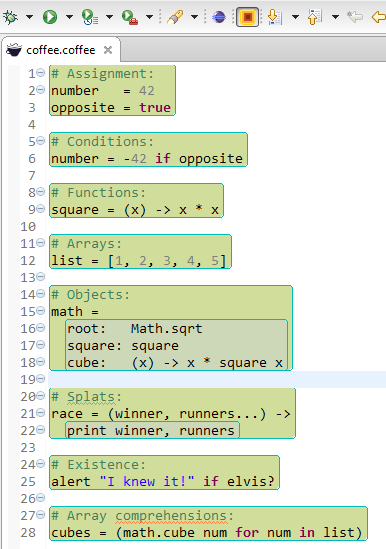 coffee.coffee
1 # Assignment:
2 number   = 42
3 opposite = true
4
5 # Conditions:
6 number = -42 if opposite
7
8 # Functions:
9 square = (x) -> x * x
10
11 # Arrays:
12 list = [1, 2, 3, 4, 5]
13
14 # Objects:
15 math =
16   root:   Math.sqrt
17   square: square
18   cube:   (x) -> x * square x
19
20 # Splats:
21 race = (winner, runners...) ->
22   print winner, runners
23
24 # Existence:
25 alert "I knew it!" if elvis?
26
27 # Array comprehensions:
28 cubes = (math.cube num for num in list)